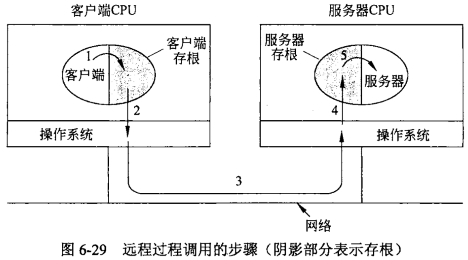 客户端CPU
服务器CPU
1
客户端
客户端
存根
2
操作系统
服务器
存根
5
服务器
4
操作系统
3
网络
图 6-29 远程过程调用的步骤（阴影部分表示存根）